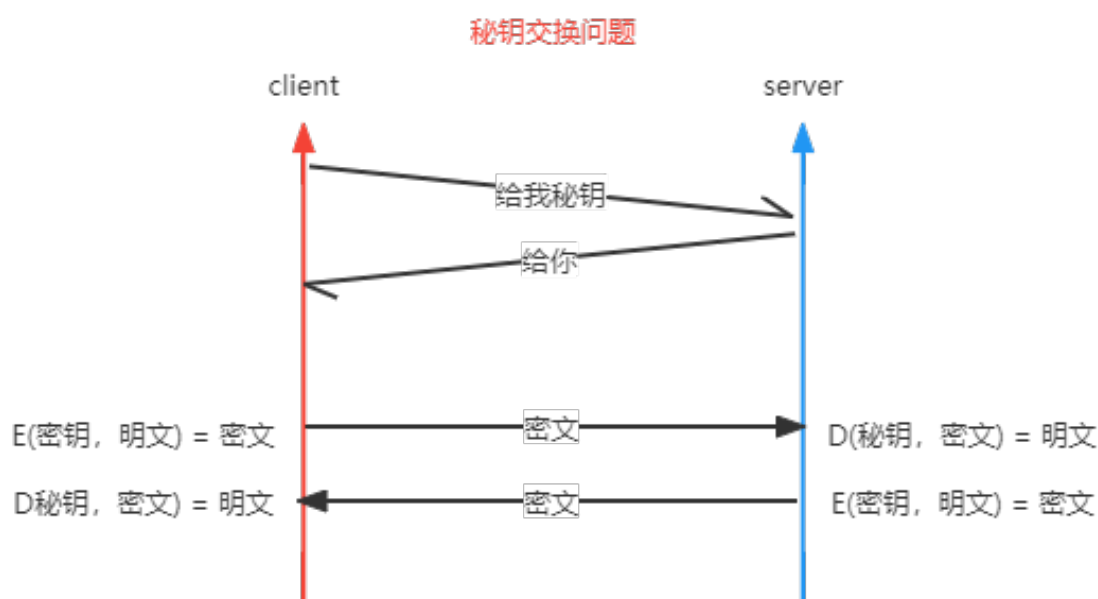 秘钥交换问题
client
server
给我秘钥
给你
E(密钥，明文) = 密文
密文
D(秘钥，密文) = 明文
D秘钥，密文) = 明文
密文
E(密钥，明文) = 密文